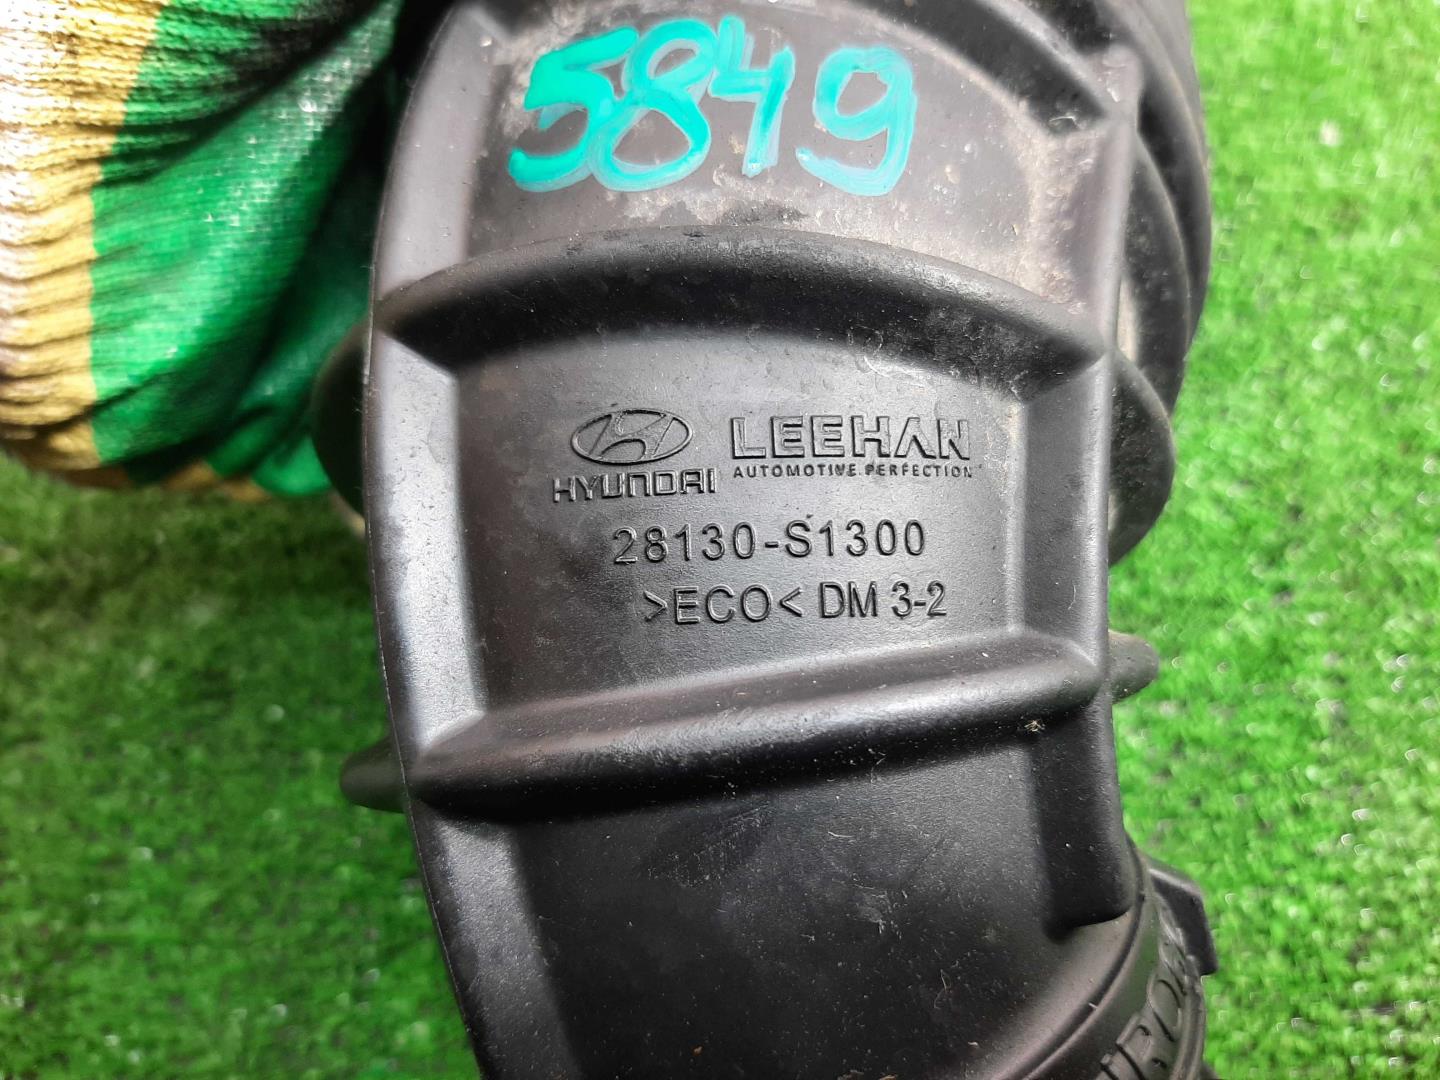 5849
HYUNDAI LEEHAN
AUTOMOTIVE.PERFECTION
28130-S1300
>ECO< DM 3-2